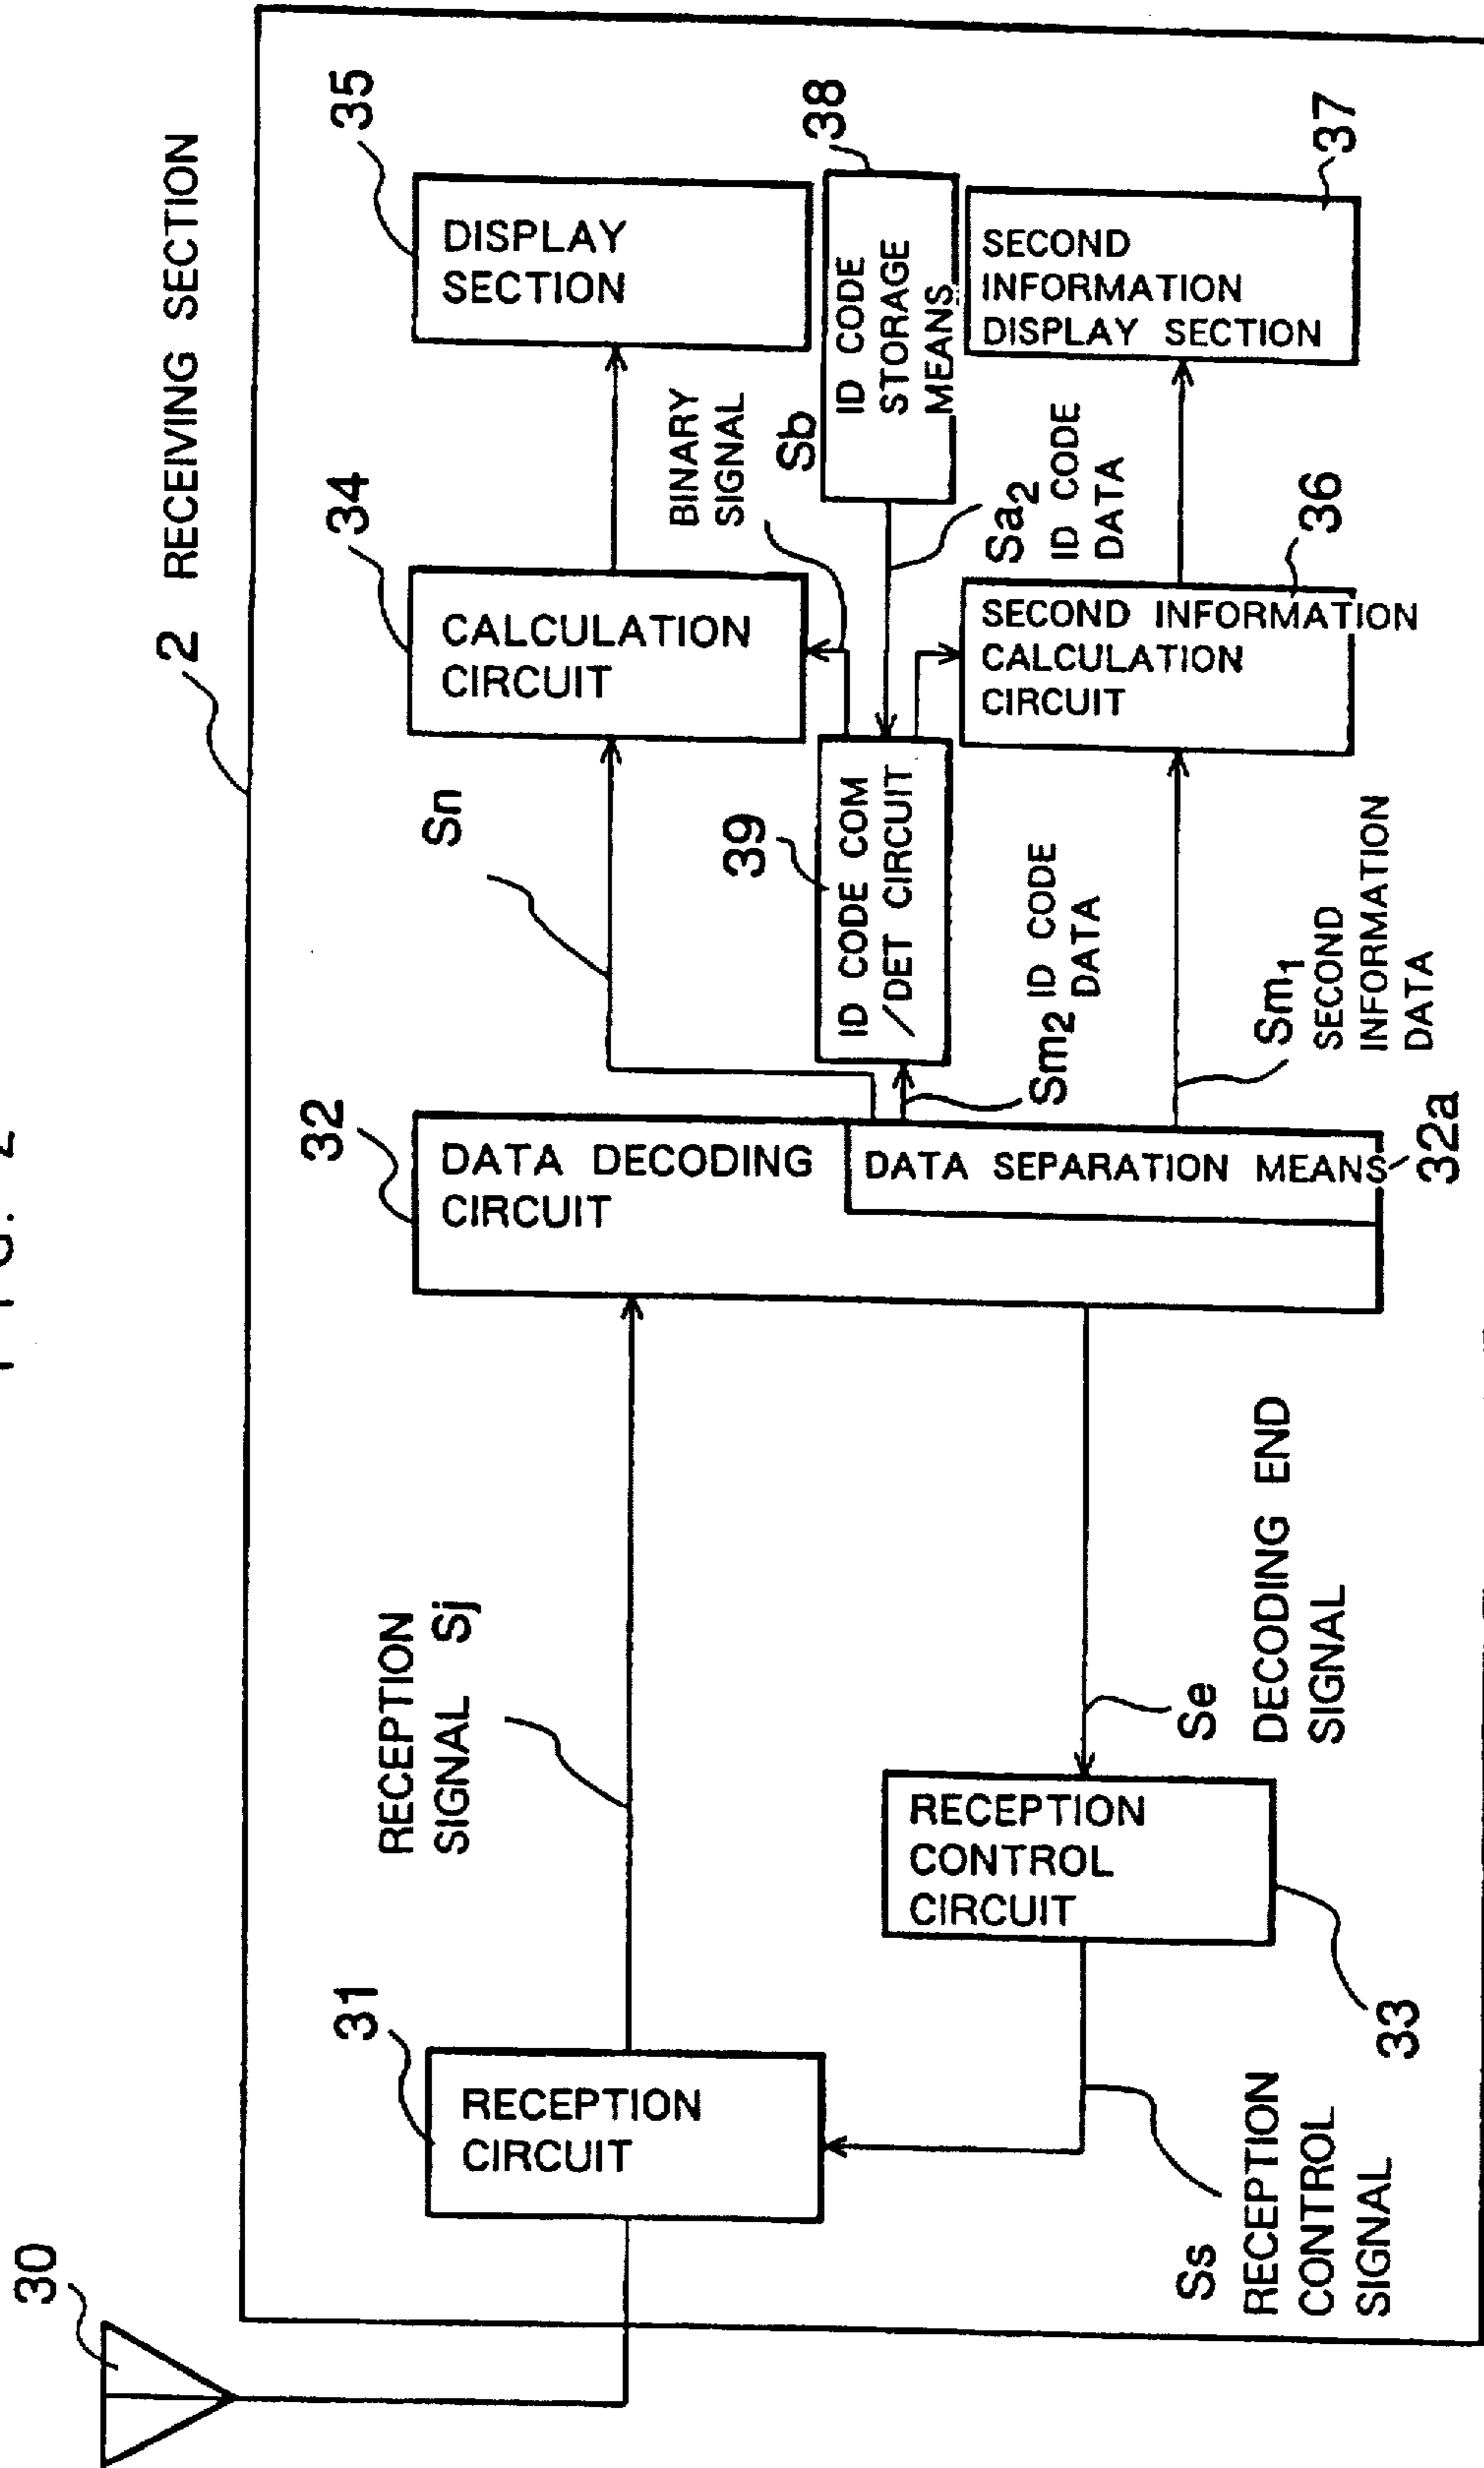 FIG. 2
2 RECEIVING SECTION
30
31
RECEPTION
CIRCUIT
RECEPTION
SIGNAL Sj
32
DATA DECODING
CIRCUIT
DATA SEPARATION MEANS
32a
Sn
34
CALCULATION
CIRCUIT
35
DISPLAY
SECTION
BINARY
SIGNAL
Sb
38
ID CODE
STORAGE
MEANS
39
ID CODE COM
/DET CIRCUIT
Sm2 ID CODE
DATA
Sa2 ID CODE
DATA
36
SECOND INFORMATION
CALCULATION
CIRCUIT
37
SECOND
INFORMATION
DISPLAY SECTION
Sm1 SECOND
INFORMATION
DATA
Se DECODING END
SIGNAL
RECEPTION
CONTROL
CIRCUIT
33
Ss RECEPTION
CONTROL
SIGNAL